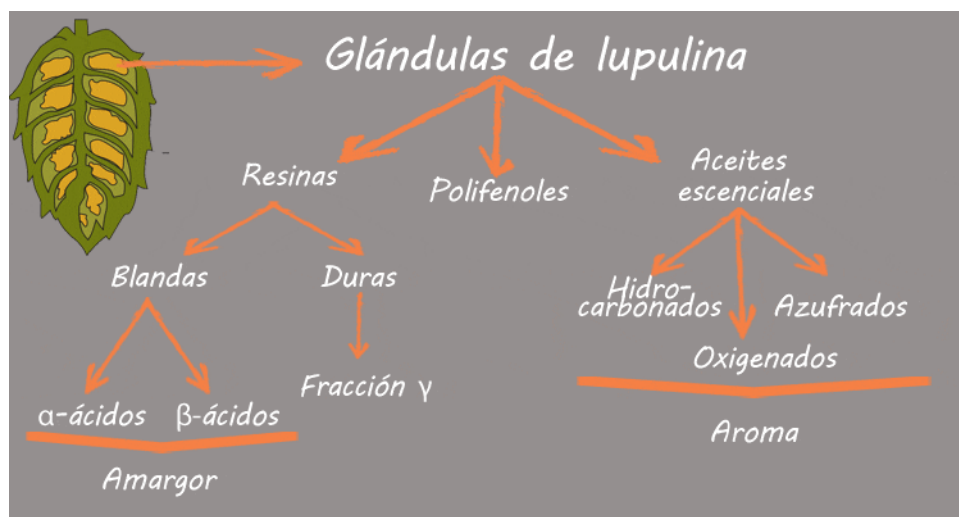 Glándulas de lupulina
Resinas
Polifenoles
Aceites
escenciales
Blandas
Duras
Hidro-
carbonados
Azufrados
Oxigenados
Fracción γ
α-ácidos
β-ácidos
Aroma
Amargor